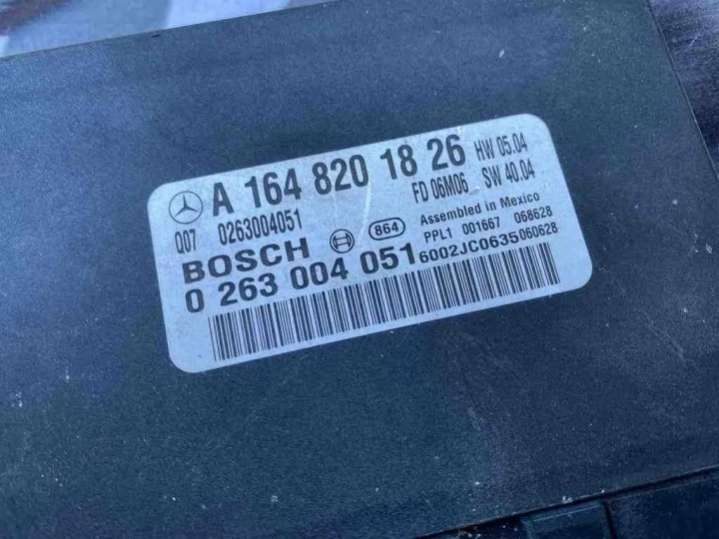 A 164 820 18 26 HW 05.04
FD 06M06 SW 40.04
Q07 0263004051
BOSCH 864 Assembled in Mexico
PPL1 001667 068628
0 263 004 051 6002JC0635060628